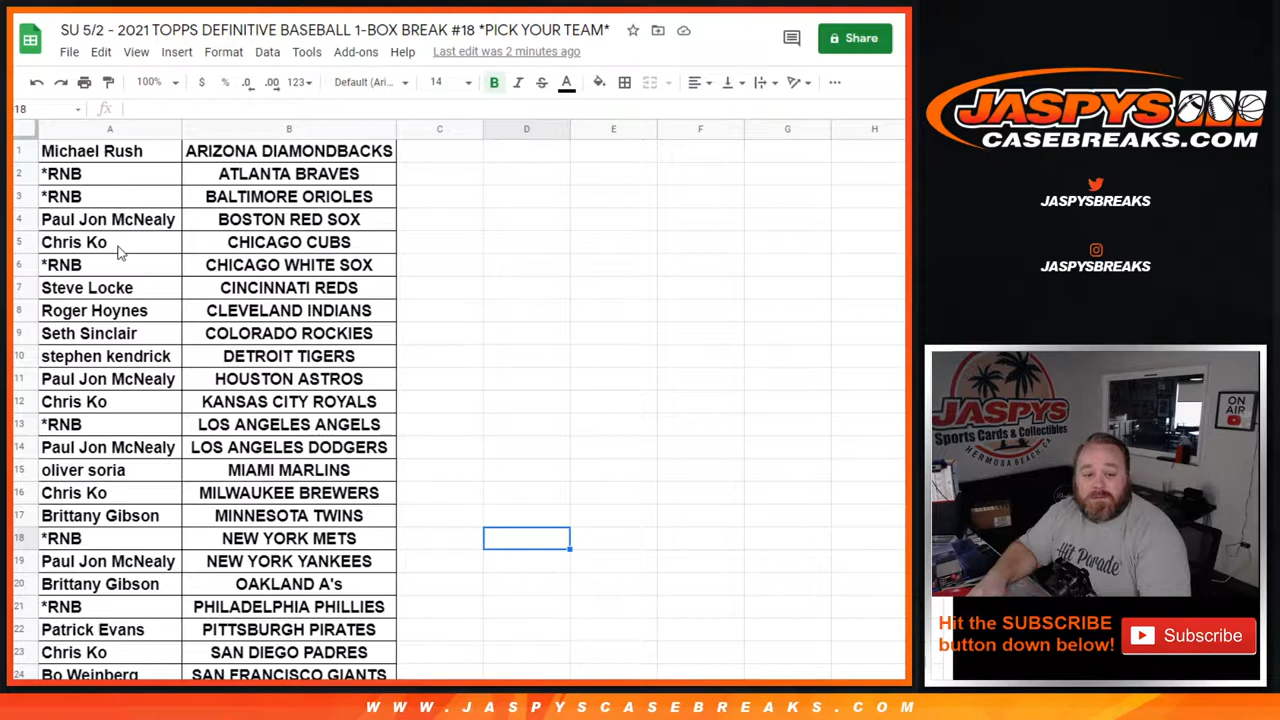 SU 5/2 - 2021 TOPPS DEFINITIVE BASEBALL 1-BOX BREAK #18 *PICK YOUR TEAM*
File Edit View Insert Format Data Tools Add-ons Help Last edit was 2 minutes ago
Share
100% $ % .0 .00 123 Default (Ari... 14 B I S A
18 fx
A B C D E F G H
1 Michael Rush ARIZONA DIAMONDBACKS
2 *RNB ATLANTA BRAVES
3 *RNB BALTIMORE ORIOLES
4 Paul Jon McNealy BOSTON RED SOX
5 Chris Ko CHICAGO CUBS
6 *RNB CHICAGO WHITE SOX
7 Steve Locke CINCINNATI REDS
8 Roger Hoynes CLEVELAND INDIANS
9 Seth Sinclair COLORADO ROCKIES
10 stephen kendrick DETROIT TIGERS
11 Paul Jon McNealy HOUSTON ASTROS
12 Chris Ko KANSAS CITY ROYALS
13 *RNB LOS ANGELES ANGELS
14 Paul Jon McNealy LOS ANGELES DODGERS
15 oliver soria MIAMI MARLINS
16 Chris Ko MILWAUKEE BREWERS
17 Brittany Gibson MINNESOTA TWINS
18 *RNB NEW YORK METS
19 Paul Jon McNealy NEW YORK YANKEES
20 Brittany Gibson OAKLAND A's
21 *RNB PHILADELPHIA PHILLIES
22 Patrick Evans PITTSBURGH PIRATES
23 Chris Ko SAN DIEGO PADRES
24 Bo Weinberg SAN FRANCISCO GIANTS
JASPYS
CASEBREAKS.COM
JASPYSBREAKS
JASPYSBREAKS
JASPYS
Sports Cards & Collectibles
HERMOSA BEACH, CA
ON AIR
Hit Parade
Hit the SUBSCRIBE
button down below!
Subscribe
WWW.JASPYSCASEBREAKS.COM